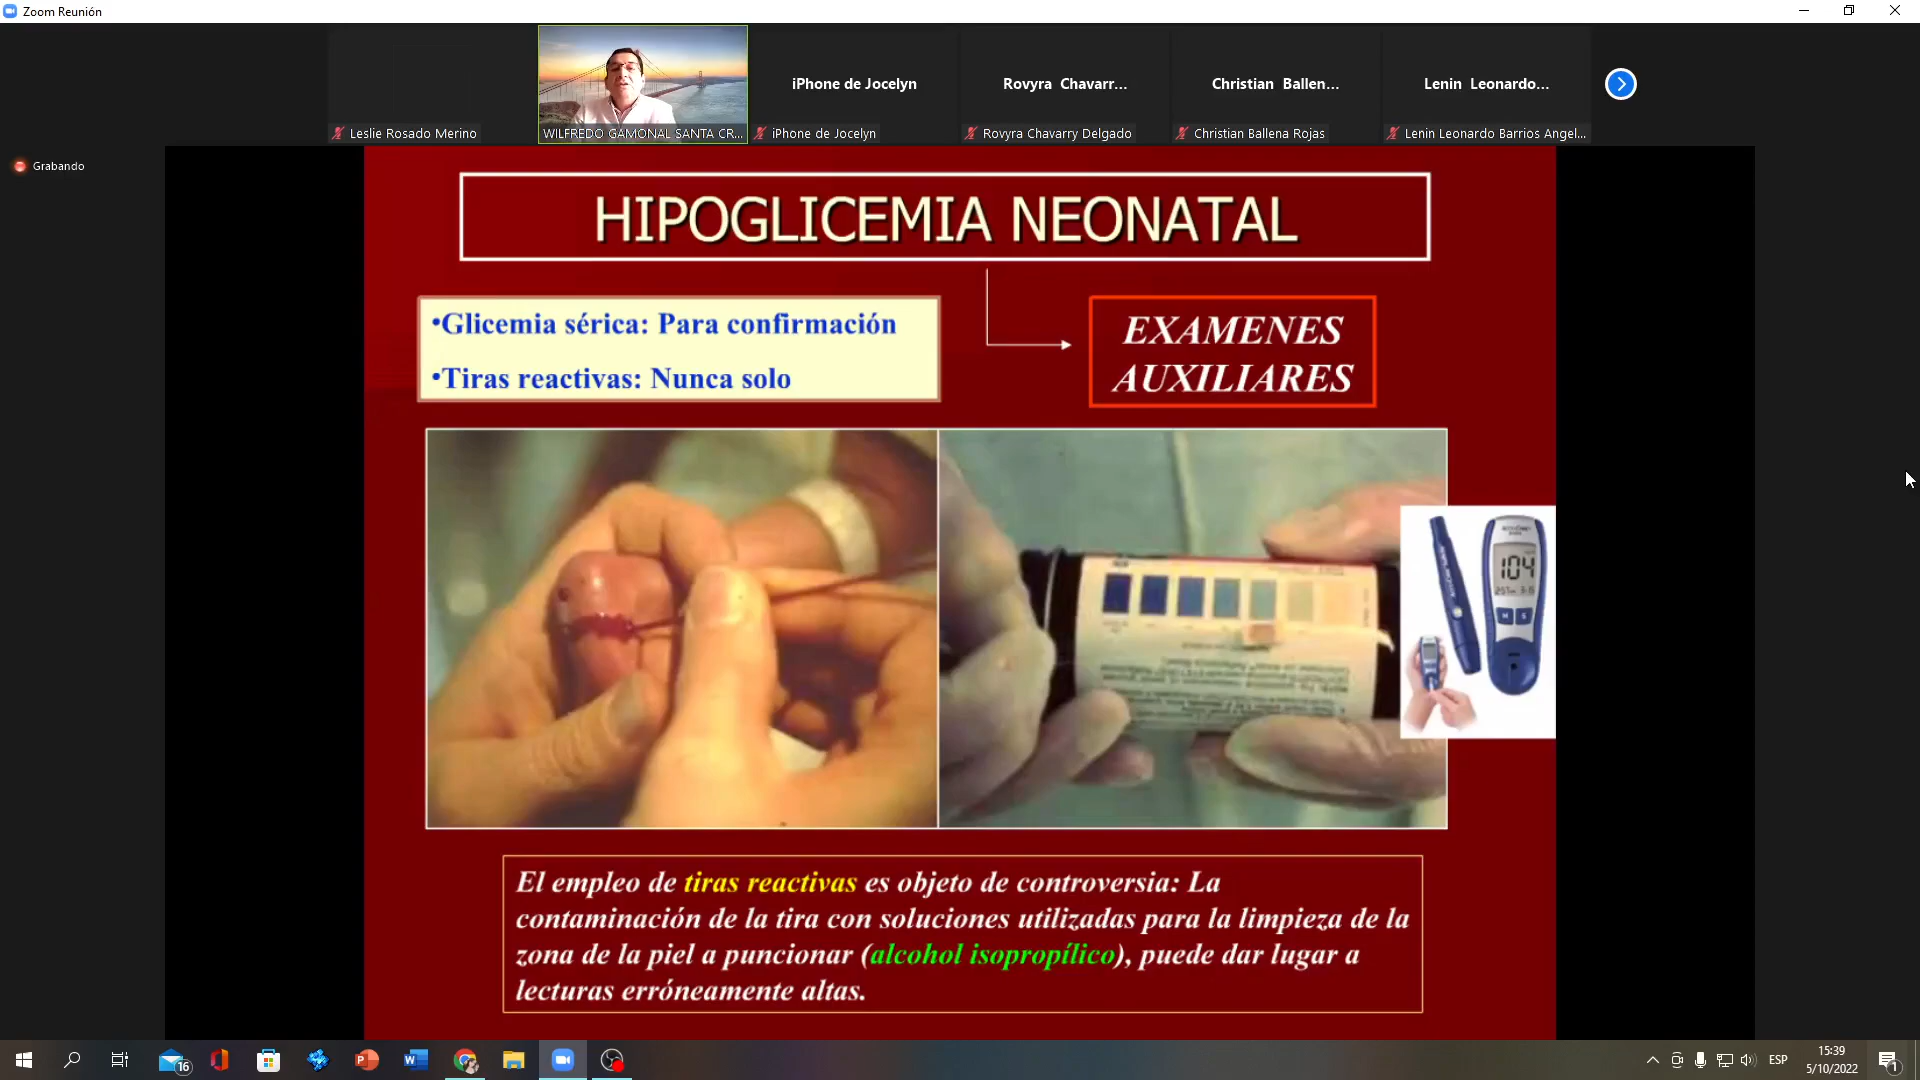 Zoom Reunión
iPhone de Jocelyn
Rovyra Chavarr...
Christian Ballen...
Lenin Leonardo...
Leslie Rosado Merino
WILFREDO GAMONAL SANTA CR...
iPhone de Jocelyn
Rovyra Chavarry Delgado
Christian Ballena Rojas
Lenin Leonardo Barrios Angel...
Grabando
HIPOGLICEMIA NEONATAL
•Glicemia sérica: Para confirmación
•Tiras reactivas: Nunca solo
EXAMENES
AUXILIARES
104
El empleo de tiras reactivas es objeto de controversia: La
contaminación de la tira con soluciones utilizadas para la limpieza de la
zona de la piel a puncionar (alcohol isopropílico), puede dar lugar a
lecturas erróneamente altas.
16
ESP
15:39
5/10/2022
1